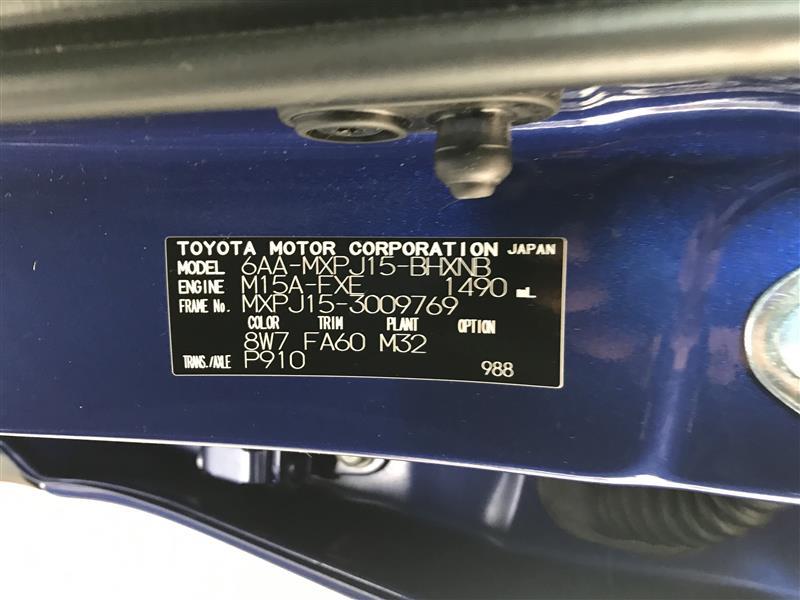 TOYOTA MOTOR CORPORATION JAPAN
MODEL 6AA-MXPJ15-BHXNB
ENGINE M15A-FXE 1490 mL
FRAME No. MXPJ15-3009769
COLOR TRIM PLANT OPTION
8W7 FA60 M32
TRANS./AXLE P910 988